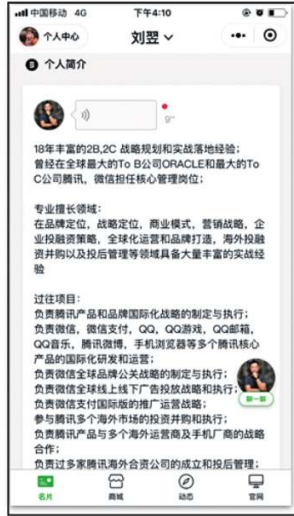 中国移动 4G 下午4:10
个人中心 刘翌
个人简介
9"
18年丰富的2B,2C 战略规划和实战落地经验;
曾经在全球最大的To B公司ORACLE和最大的To
C公司腾讯，微信担任核心管理岗位;
专业擅长领域:
在品牌定位，战略定位，商业模式，营销战略，企
业投融资策略，全球化运营和品牌打造，海外投融
资并购以及投后管理等领域具备大量丰富的实战经
验
过往项目:
负责腾讯产品和品牌国际化战略的制定与执行;
负责微信，微信支付，QQ，QQ游戏，QQ邮箱，
QQ音乐，腾讯微博，手机浏览器等多个腾讯核心
产品的国际化研发和运营;
负责微信全球品牌公关战略的制定与执行;
负责微信全球线上线下广告投放战略和执行;
负责微信支付国际版的推广运营战略;
聊一聊
参与腾讯多个海外市场的投资并购和执行;
负责腾讯产品与多个海外运营商及手机厂商的战略
合作;
负责过多家腾讯海外合资公司的成立和投后管理;
名片 商城 动态 官网